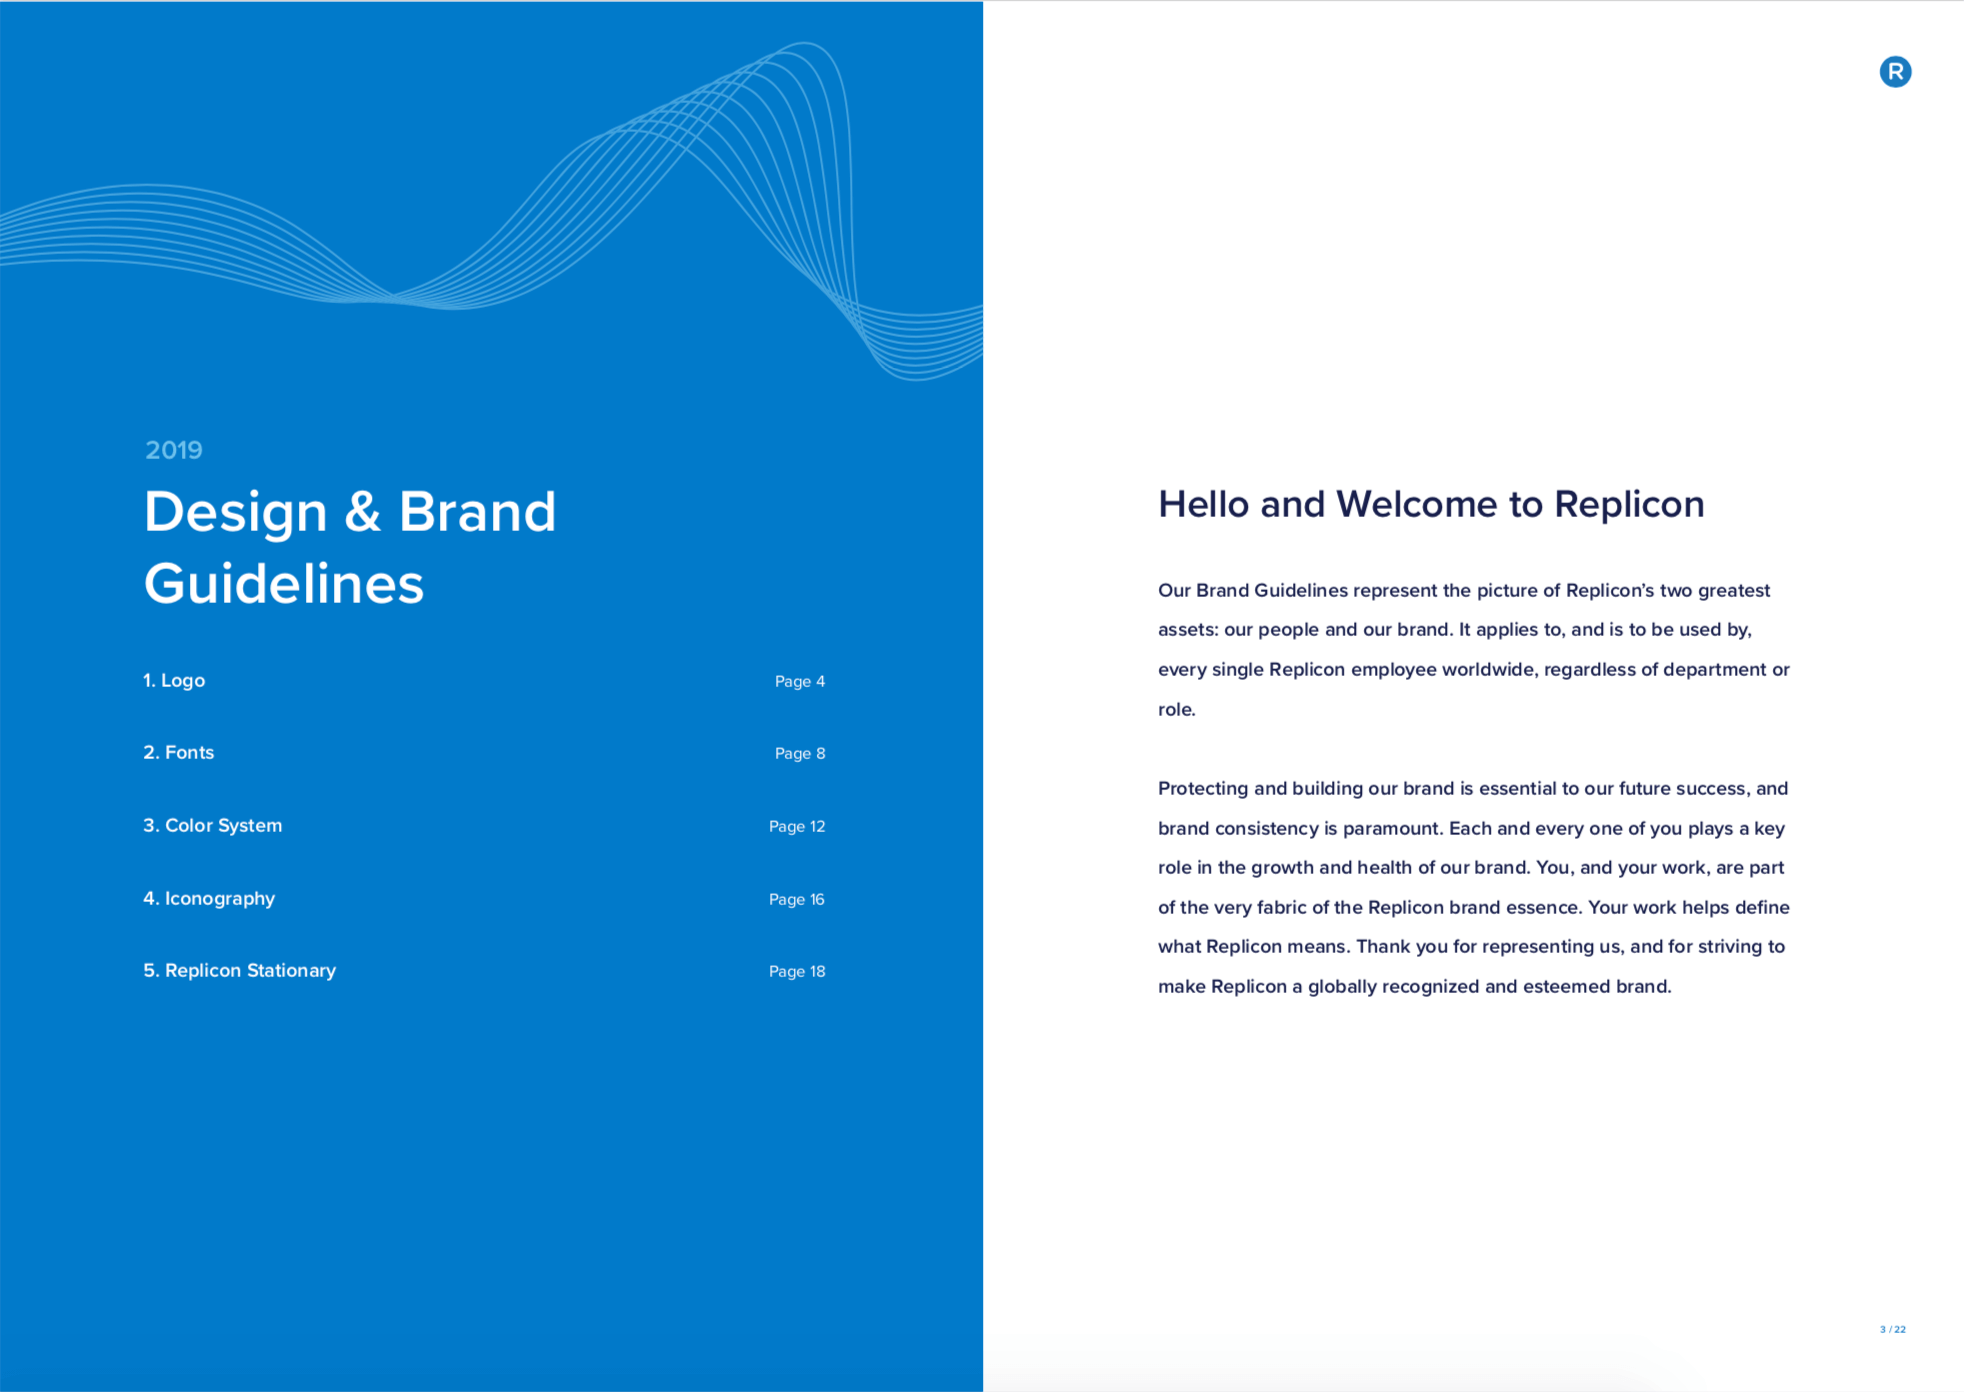 2019
Design & Brand
Guidelines
1. Logo Page 4
2. Fonts Page 8
3. Color System Page 12
4. Iconography Page 16
5. Replicon Stationary Page 18
R
Hello and Welcome to Replicon
Our Brand Guidelines represent the picture of Replicon’s two greatest
assets: our people and our brand. It applies to, and is to be used by,
every single Replicon employee worldwide, regardless of department or
role.
Protecting and building our brand is essential to our future success, and
brand consistency is paramount. Each and every one of you plays a key
role in the growth and health of our brand. You, and your work, are part
of the very fabric of the Replicon brand essence. Your work helps define
what Replicon means. Thank you for representing us, and for striving to
make Replicon a globally recognized and esteemed brand.
3 / 22